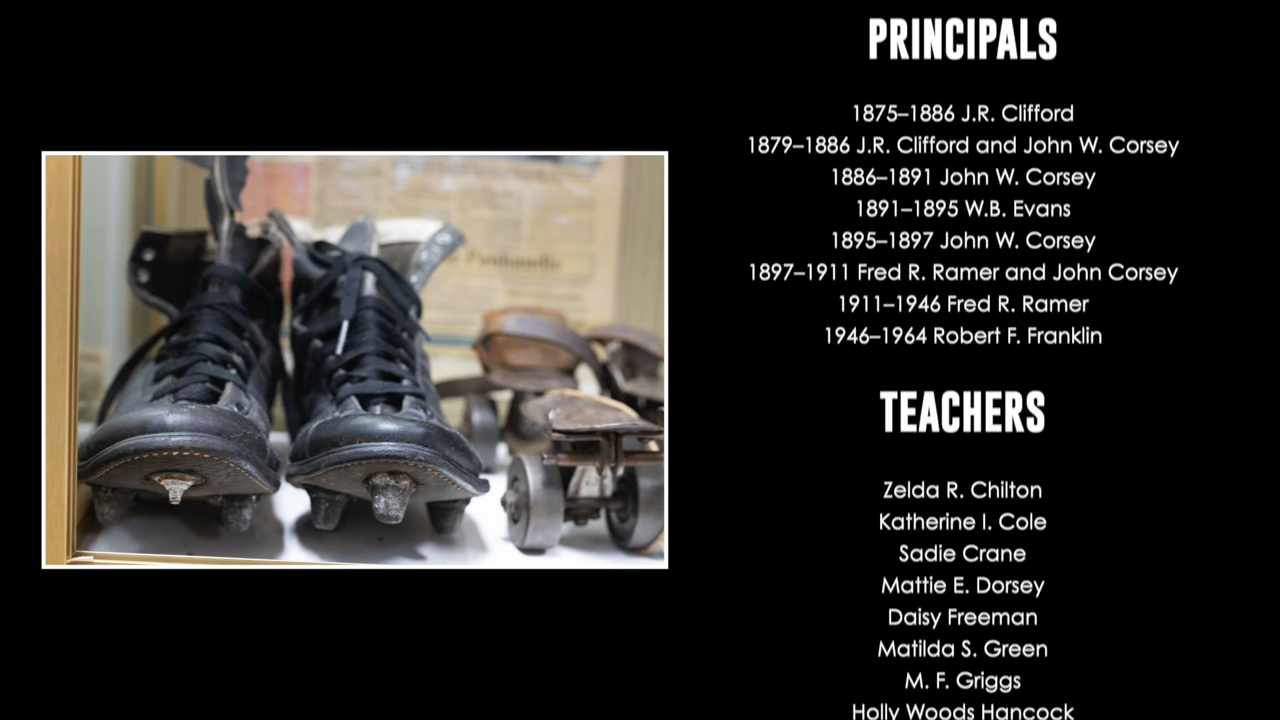 PRINCIPALS
1875–1886 J.R. Clifford
1879–1886 J.R. Clifford and John W. Corsey
1886–1891 John W. Corsey
1891–1895 W.B. Evans
1895–1897 John W. Corsey
1897–1911 Fred R. Ramer and John Corsey
1911–1946 Fred R. Ramer
1946–1964 Robert F. Franklin
TEACHERS
Zelda R. Chilton
Katherine I. Cole
Sadie Crane
Mattie E. Dorsey
Daisy Freeman
Matilda S. Green
M. F. Griggs
Holly Woods Hancock